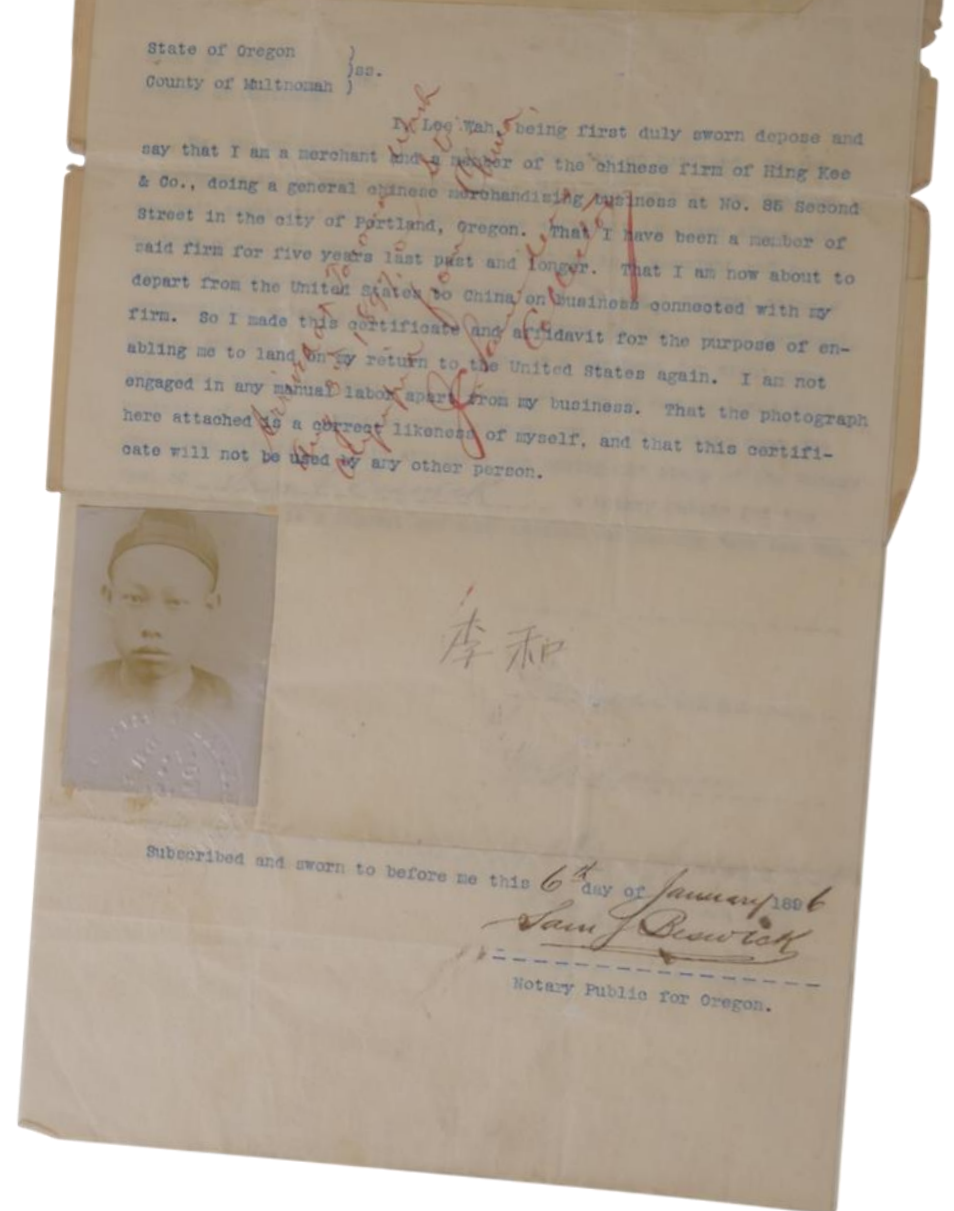 State of Oregon )
)ss.
County of Multnomah )
I, Lee Wah, being first duly sworn depose and
say that I am a merchant and a member of the chinese firm of Hing Kee
& Co., doing a general chinese merchandising business at No. 85 Second
Street in the city of Portland, Oregon. That I have been a member of
said firm for five years last past and longer. That I am now about to
depart from the United States to China on business connected with my
firm. So I made this certificate and affidavit for the purpose of en-
abling me to land on my return to the United States again. I am not
engaged in any manual labor apart from my business. That the photograph
here attached is a correct likeness of myself, and that this certifi-
cate will not be used by any other person.
Collector
李和
Subscribed and sworn to before me this 6th day of January 1896
Sam J Beswick
Notary Public for Oregon.